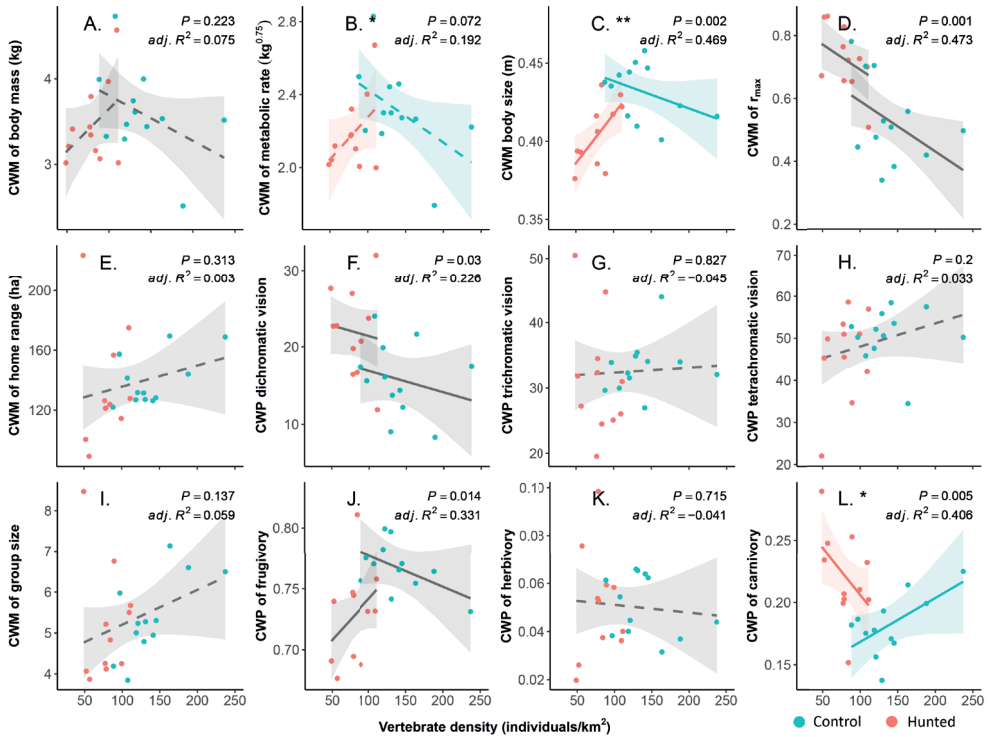 A.
P = 0.223
adj. R² = 0.075
CWM of body mass (kg)
4
3
B. *
P = 0.072
adj. R² = 0.192
CWM of metabolic rate (kg^0.75)
2.8
2.4
2.0
C. **
P = 0.002
adj. R² = 0.469
CWM body size (m)
0.45
0.40
0.35
D.
P = 0.001
adj. R² = 0.473
CWM of rmax
0.8
0.6
0.4
0.2
E.
P = 0.313
adj. R² = 0.003
CWM of home range (ha)
200
160
120
F.
P = 0.03
adj. R² = 0.226
CWP dichromatic vision
30
20
10
G.
P = 0.827
adj. R² = −0.045
CWP trichromatic vision
50
40
30
20
H.
P = 0.2
adj. R² = 0.033
CWP tetrachromatic vision
70
60
50
40
30
20
I.
P = 0.137
adj. R² = 0.059
CWM of group size
8
7
6
5
4
50 100 150 200 250
J.
P = 0.014
adj. R² = 0.331
CWP of frugivory
0.80
0.75
0.70
50 100 150 200 250
K.
P = 0.715
adj. R² = −0.041
CWP of herbivory
0.10
0.08
0.06
0.04
0.02
50 100 150 200 250
L. *
P = 0.005
adj. R² = 0.406
CWP of carnivory
0.25
0.20
0.15
50 100 150 200 250
Vertebrate density (individuals/km²)
Control Hunted